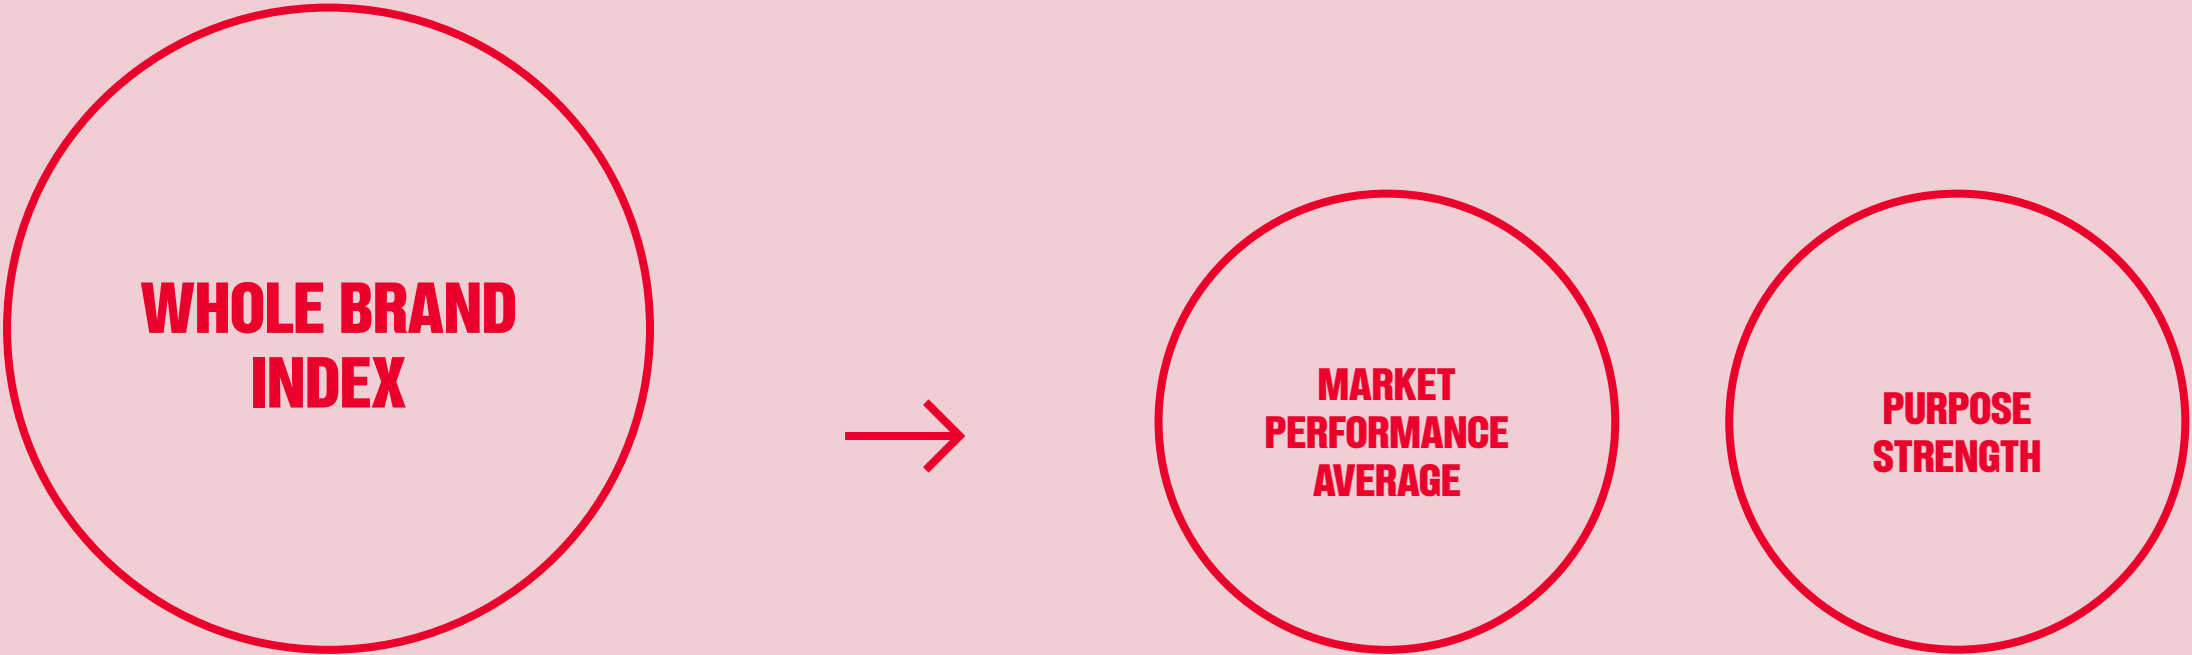 WHOLE BRAND
INDEX
MARKET
PERFORMANCE
AVERAGE
PURPOSE
STRENGTH